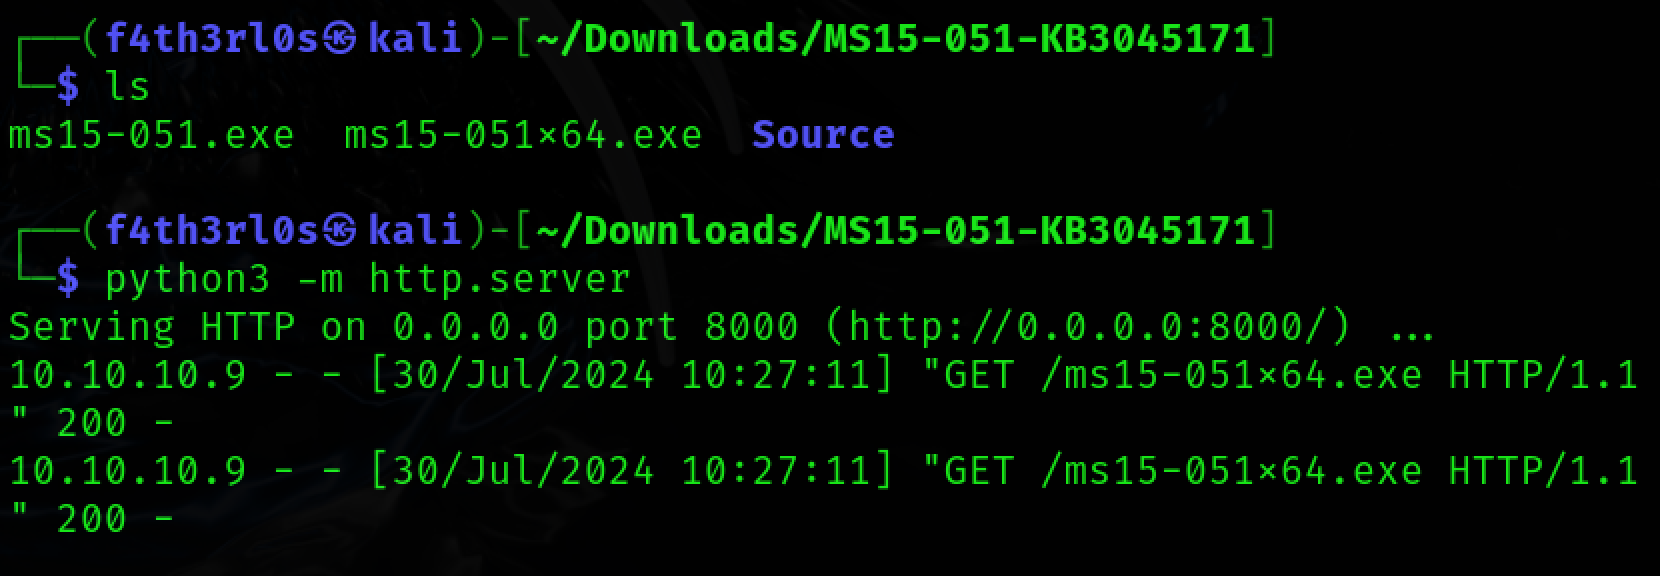 ┌──(f4th3rl0s㉿kali)-[~/Downloads/MS15-051-KB3045171]
└─$ ls
ms15-051.exe  ms15-051×64.exe  Source
┌──(f4th3rl0s㉿kali)-[~/Downloads/MS15-051-KB3045171]
└─$ python3 -m http.server
Serving HTTP on 0.0.0.0 port 8000 (http://0.0.0.0:8000/) ...
10.10.10.9 - - [30/Jul/2024 10:27:11] "GET /ms15-051×64.exe HTTP/1.1
" 200 -
10.10.10.9 - - [30/Jul/2024 10:27:11] "GET /ms15-051×64.exe HTTP/1.1
" 200 -